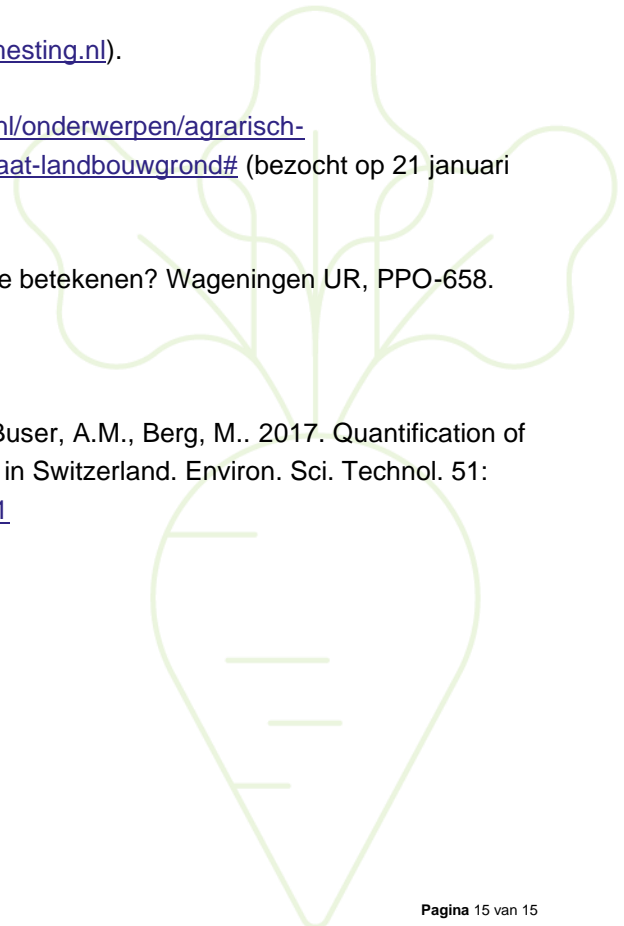 nesting.nl).
nl/onderwerpen/agrarisch-
aat-landbouwgrond# (bezocht op 21 januari
e betekenen? Wageningen UR, PPO-658.
Buser, A.M., Berg, M.. 2017. Quantification of
in Switzerland. Environ. Sci. Technol. 51:
1
Pagina 15 van 15